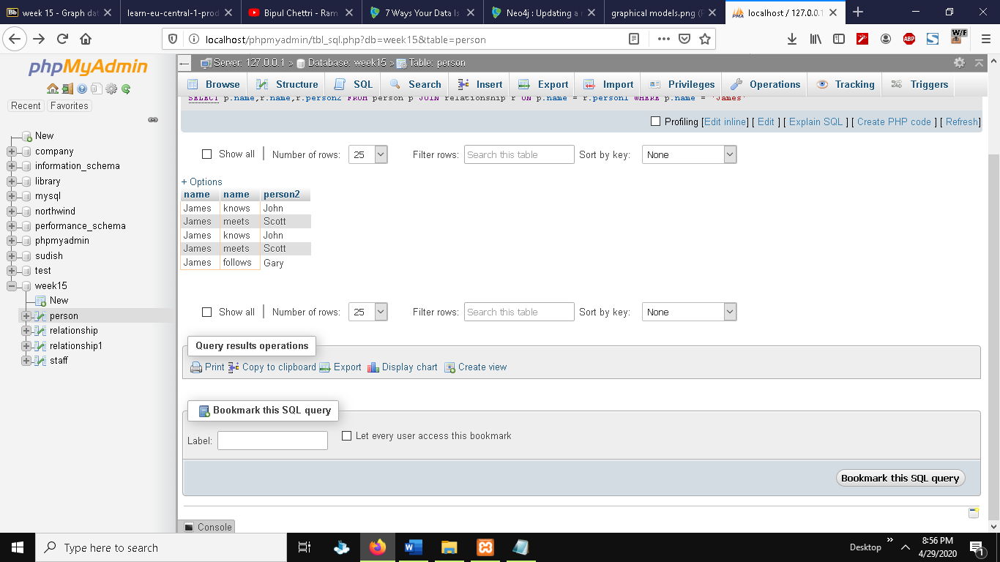 week 15 - Graph dat
learn-eu-central-1-prod
Bipul Chettri - Ram
7 Ways Your Data Is
Neo4j : Updating a r
graphical models.png (
localhost / 127.0.0.1
localhost/phpmyadmin/tbl_sql.php?db=week15&table=person
phpMyAdmin
Recent Favorites
New
company
information_schema
library
mysql
northwind
performance_schema
phpmyadmin
sudish
test
week15
New
person
relationship
relationship1
staff
Server: 127.0.0.1 » Database: week15 » Table: person
Browse Structure SQL Search Insert Export Import Privileges Operations Tracking Triggers
SELECT p.name,r.name,r.person2 FROM person p JOIN relationship r ON p.name = r.person1 WHERE p.name = 'James'
Profiling [Edit inline] [ Edit ] [ Explain SQL ] [ Create PHP code ] [ Refresh]
Show all | Number of rows: 25 Filter rows: Search this table Sort by key: None
+ Options
name name person2
James knows John
James meets Scott
James knows John
James meets Scott
James follows Gary
Show all | Number of rows: 25 Filter rows: Search this table Sort by key: None
Query results operations
Print Copy to clipboard Export Display chart Create view
Bookmark this SQL query
Label: Let every user access this bookmark
Bookmark this SQL query
Console
Type here to search
Desktop
8:56 PM
4/29/2020
1